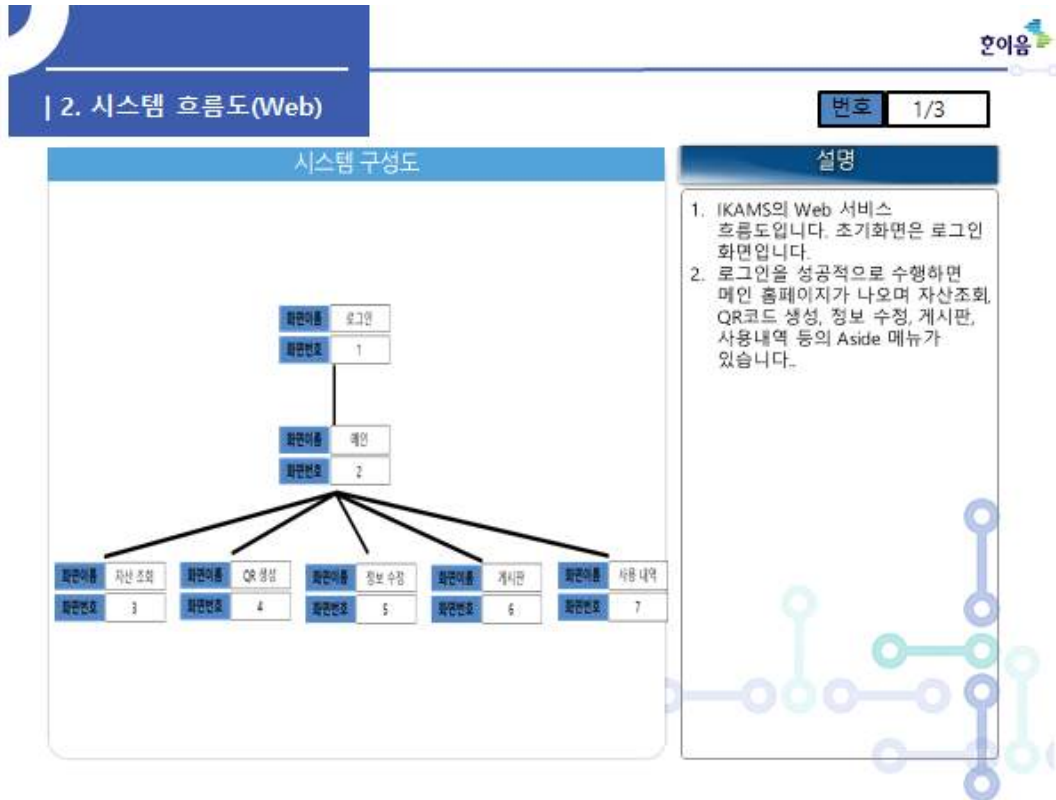 한이음
| 2. 시스템 흐름도(Web)
번호 1/3
시스템 구성도
화면이름 로그인
화면번호 1
화면이름 메인
화면번호 2
화면이름 자산 조회 화면이름 QR 생성 화면이름 정보 수정 화면이름 게시판 화면이름 사용 내역
화면번호 3 화면번호 4 화면번호 5 화면번호 6 화면번호 7
설명
1. IKAMS의 Web 서비스
흐름도입니다. 초기화면은 로그인
화면입니다.
2. 로그인을 성공적으로 수행하면
메인 홈페이지가 나오며 자산조회,
QR코드 생성, 정보 수정, 게시판,
사용내역 등의 Aside 메뉴가
있습니다..